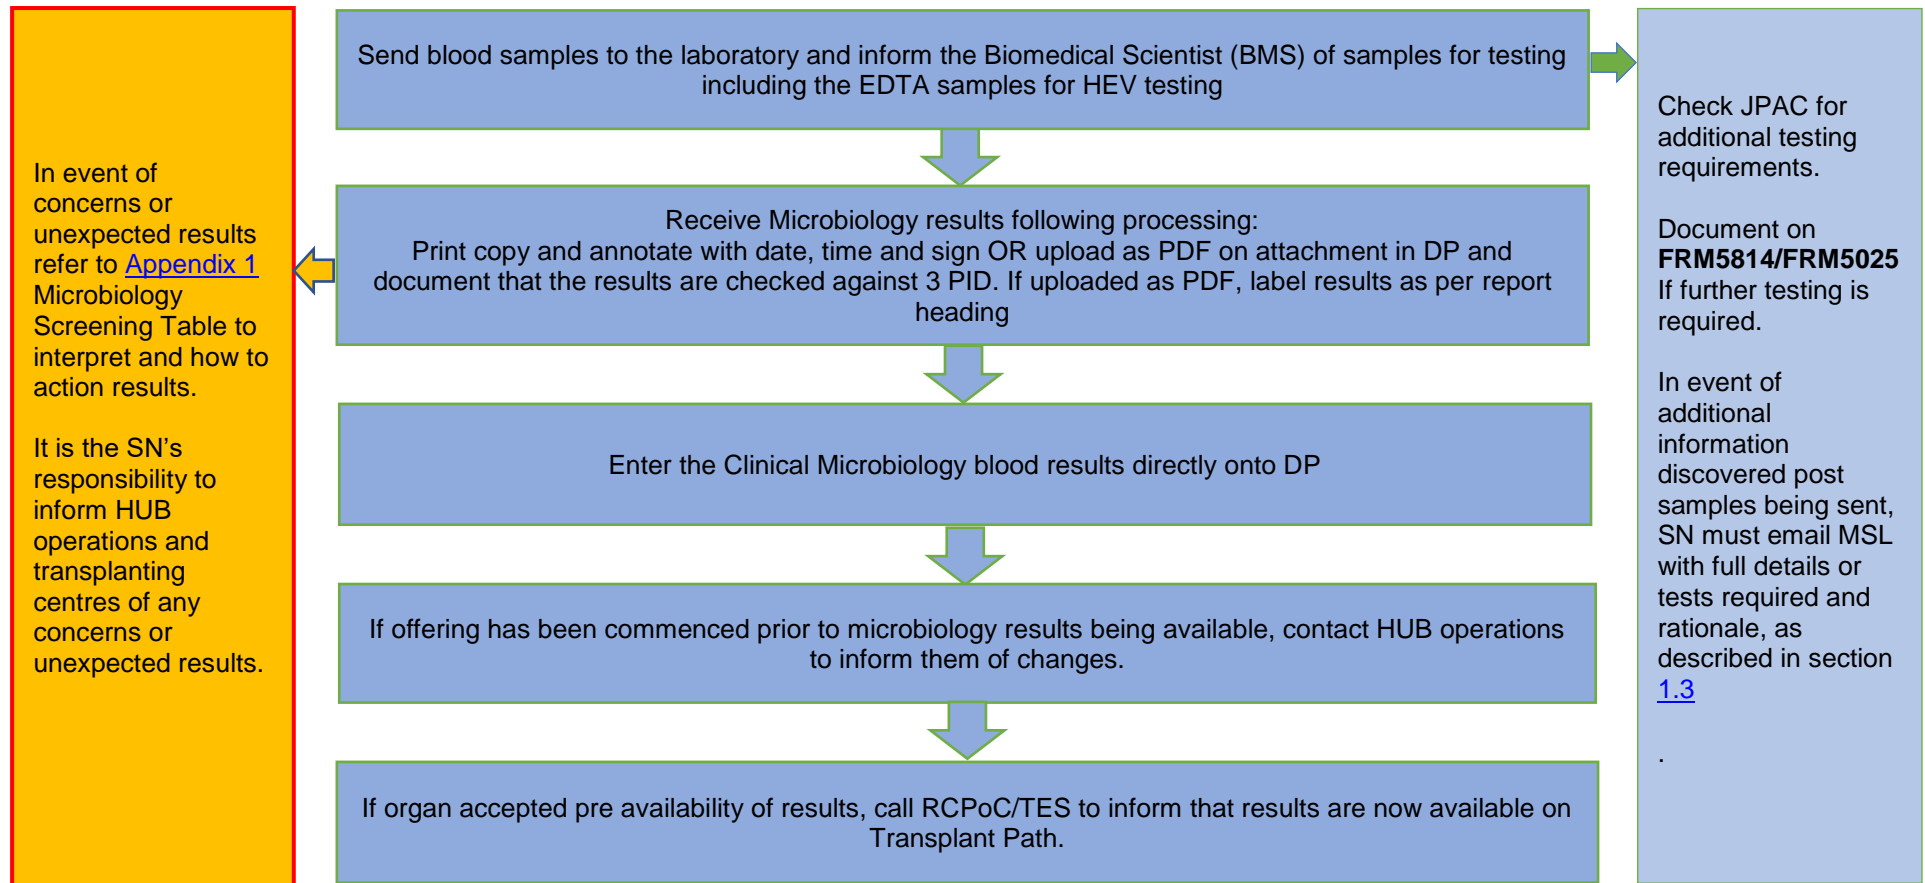 Send blood samples to the laboratory and inform the Biomedical Scientist (BMS) of samples for testing
including the EDTA samples for HEV testing
Receive Microbiology results following processing:
Print copy and annotate with date, time and sign OR upload as PDF on attachment in DP and
document that the results are checked against 3 PID. If uploaded as PDF, label results as per report
heading
Enter the Clinical Microbiology blood results directly onto DP
If offering has been commenced prior to microbiology results being available, contact HUB operations
to inform them of changes.
If organ accepted pre availability of results, call RCPoC/TES to inform that results are now available on
Transplant Path.
In event of
concerns or
unexpected results
refer to Appendix 1
Microbiology
Screening Table to
interpret and how to
action results.
It is the SN’s
responsibility to
inform HUB
operations and
transplanting
centres of any
concerns or
unexpected results.
Check JPAC for
additional testing
requirements.
Document on
FRM5814/FRM5025
If further testing is
required.
In event of
additional
information
discovered post
samples being sent,
SN must email MSL
with full details or
tests required and
rationale, as
described in section
1.3
.